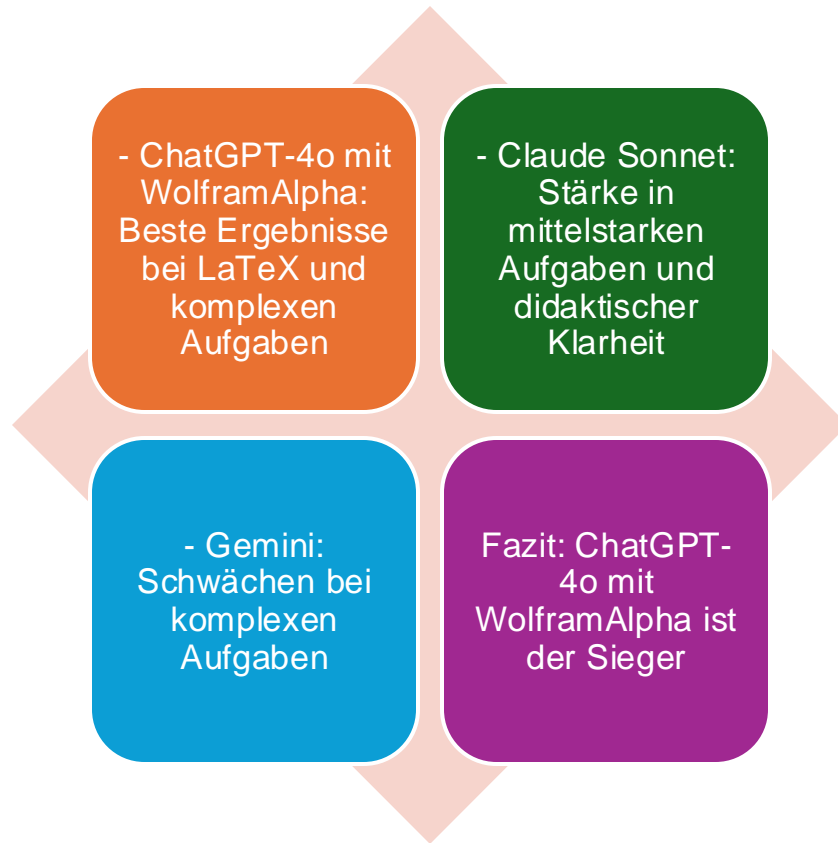 - ChatGPT-4o mit
WolframAlpha:
Beste Ergebnisse
bei LaTeX und
komplexen
Aufgaben
- Claude Sonnet:
Stärke in
mittelstarken
Aufgaben und
didaktischer
Klarheit
- Gemini:
Schwächen bei
komplexen
Aufgaben
Fazit: ChatGPT-
4o mit
WolframAlpha ist
der Sieger